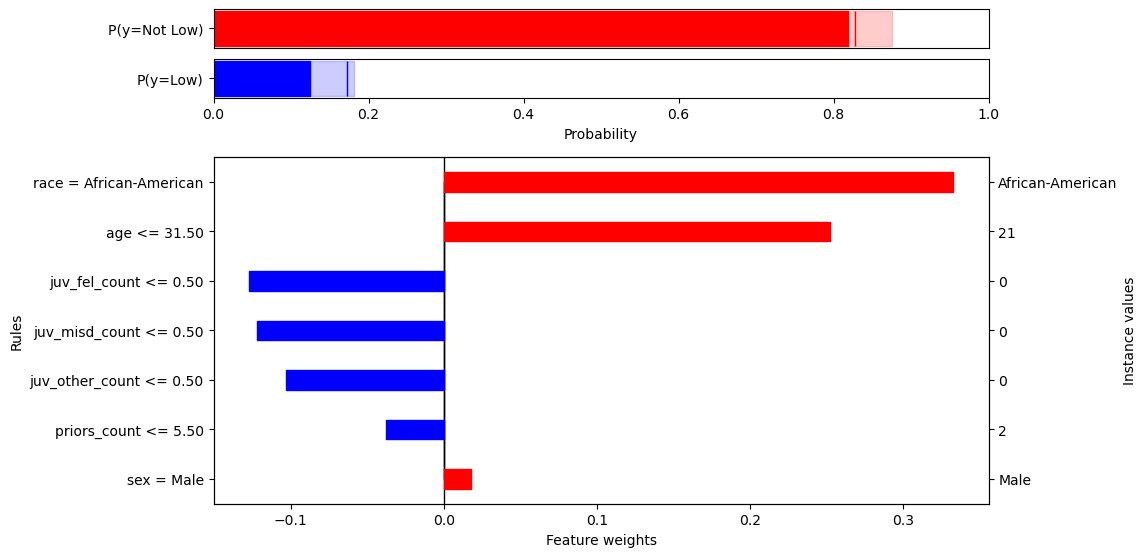 P(y=Not Low)
P(y=Low)
0.0 0.2 0.4 0.6 0.8 1.0
Probability
Rules
race = African-American African-American
age <= 31.50 21
juv_fel_count <= 0.50 0
juv_misd_count <= 0.50 0
juv_other_count <= 0.50 0
priors_count <= 5.50 2
sex = Male Male
Instance values
−0.1 0.0 0.1 0.2 0.3
Feature weights